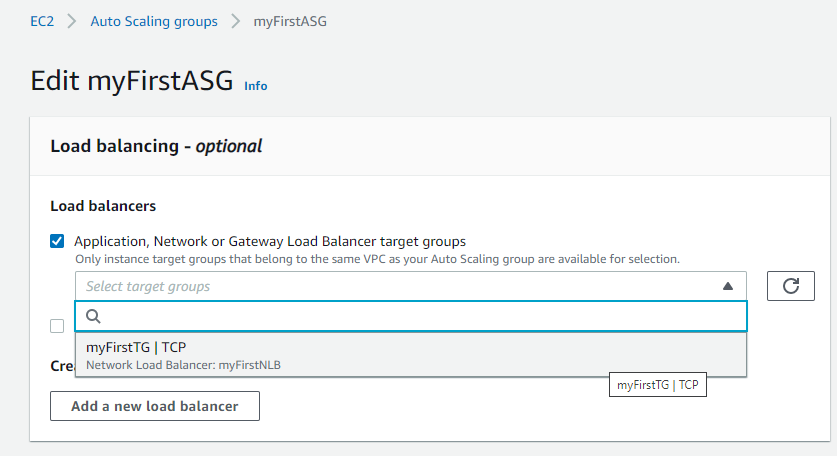 EC2 > Auto Scaling groups > myFirstASG
Edit myFirstASG Info
Load balancing - optional
Load balancers
Application, Network or Gateway Load Balancer target groups
Only instance target groups that belong to the same VPC as your Auto Scaling group are available for selection.
Select target groups
myFirstTG | TCP
Network Load Balancer: myFirstNLB
myFirstTG | TCP
Add a new load balancer